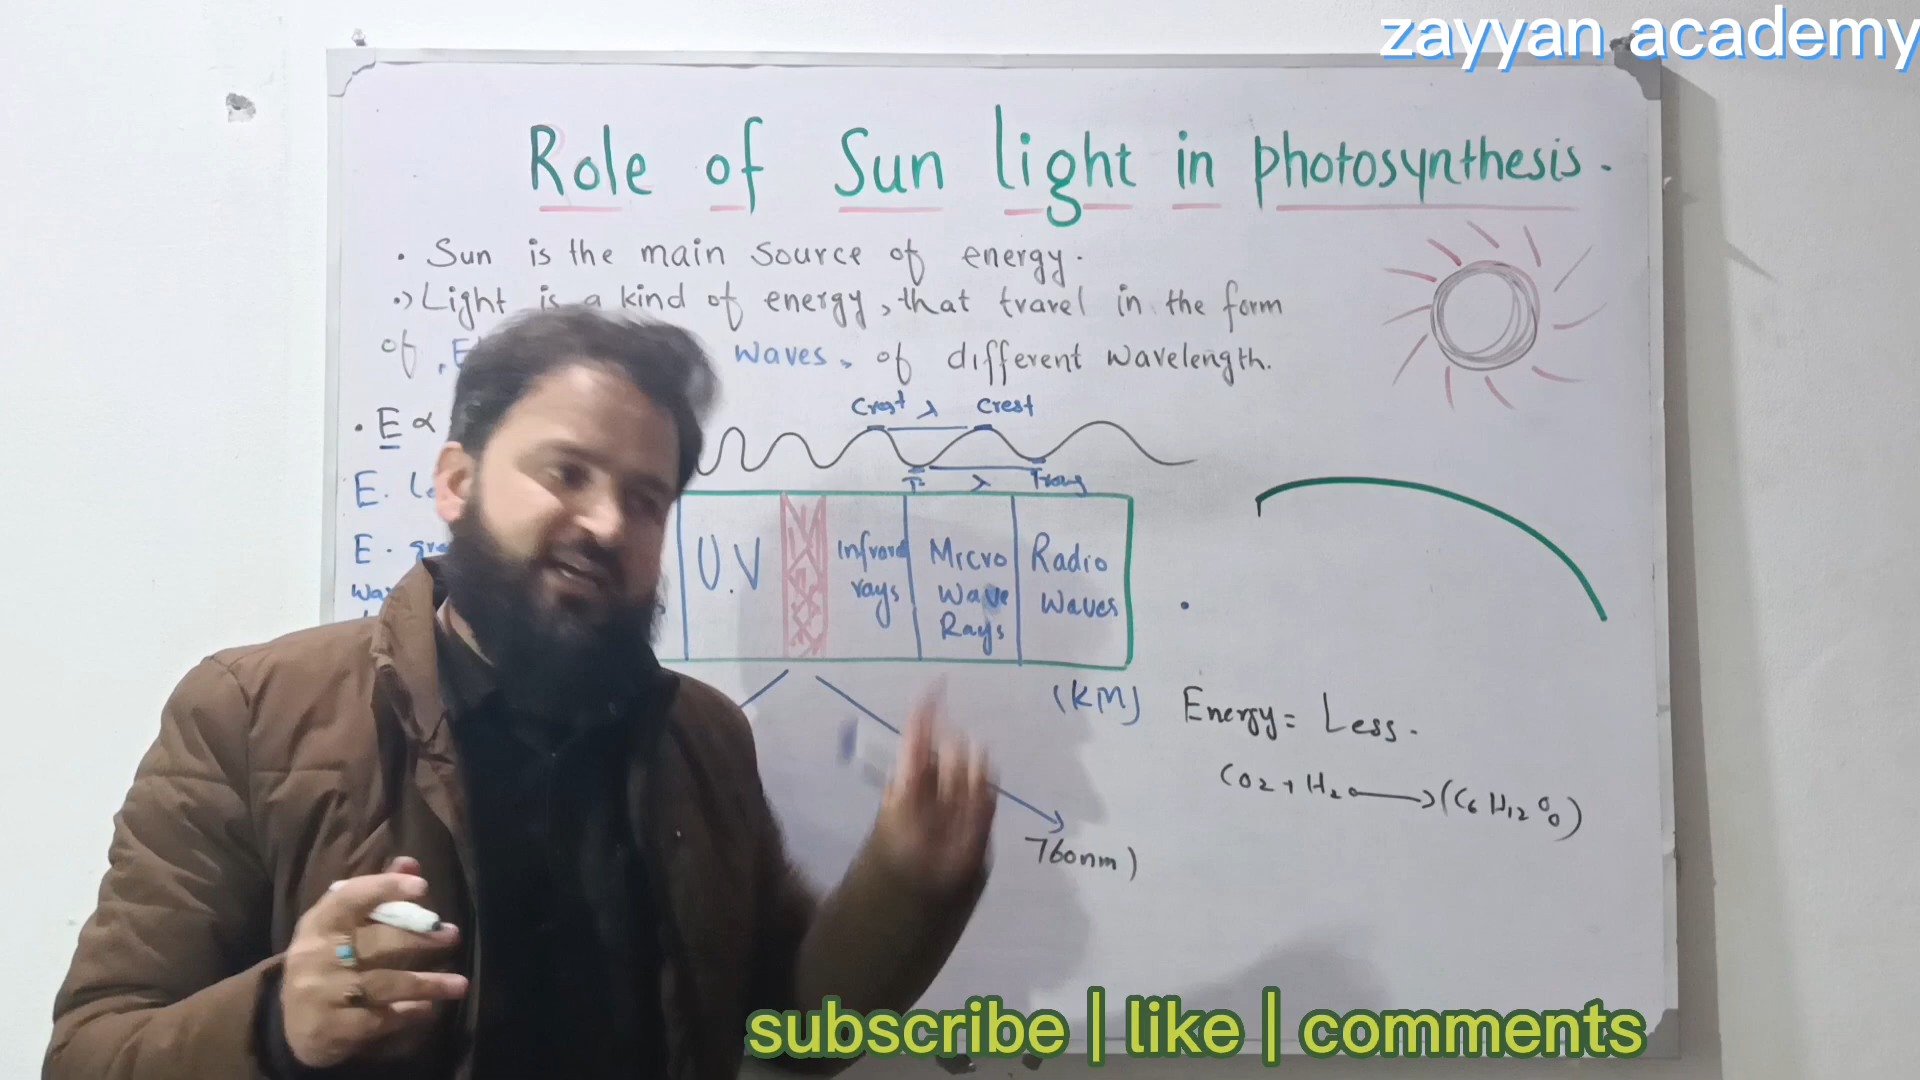 zayyan academy
Role of Sun light in photosynthesis.
• Sun is the main source of energy.
•> Light is a kind of energy, that travel in the form
of waves, of different wavelength.
Crest λ Crest
• E ∝
λ
E.
U.V
Infrared rays
Micro Wave Rays
Radio Waves
E.
(KM)
Energy = Less.
CO2 + H2O → (C6 H12 O6)
760nm)
subscribe | like | comments